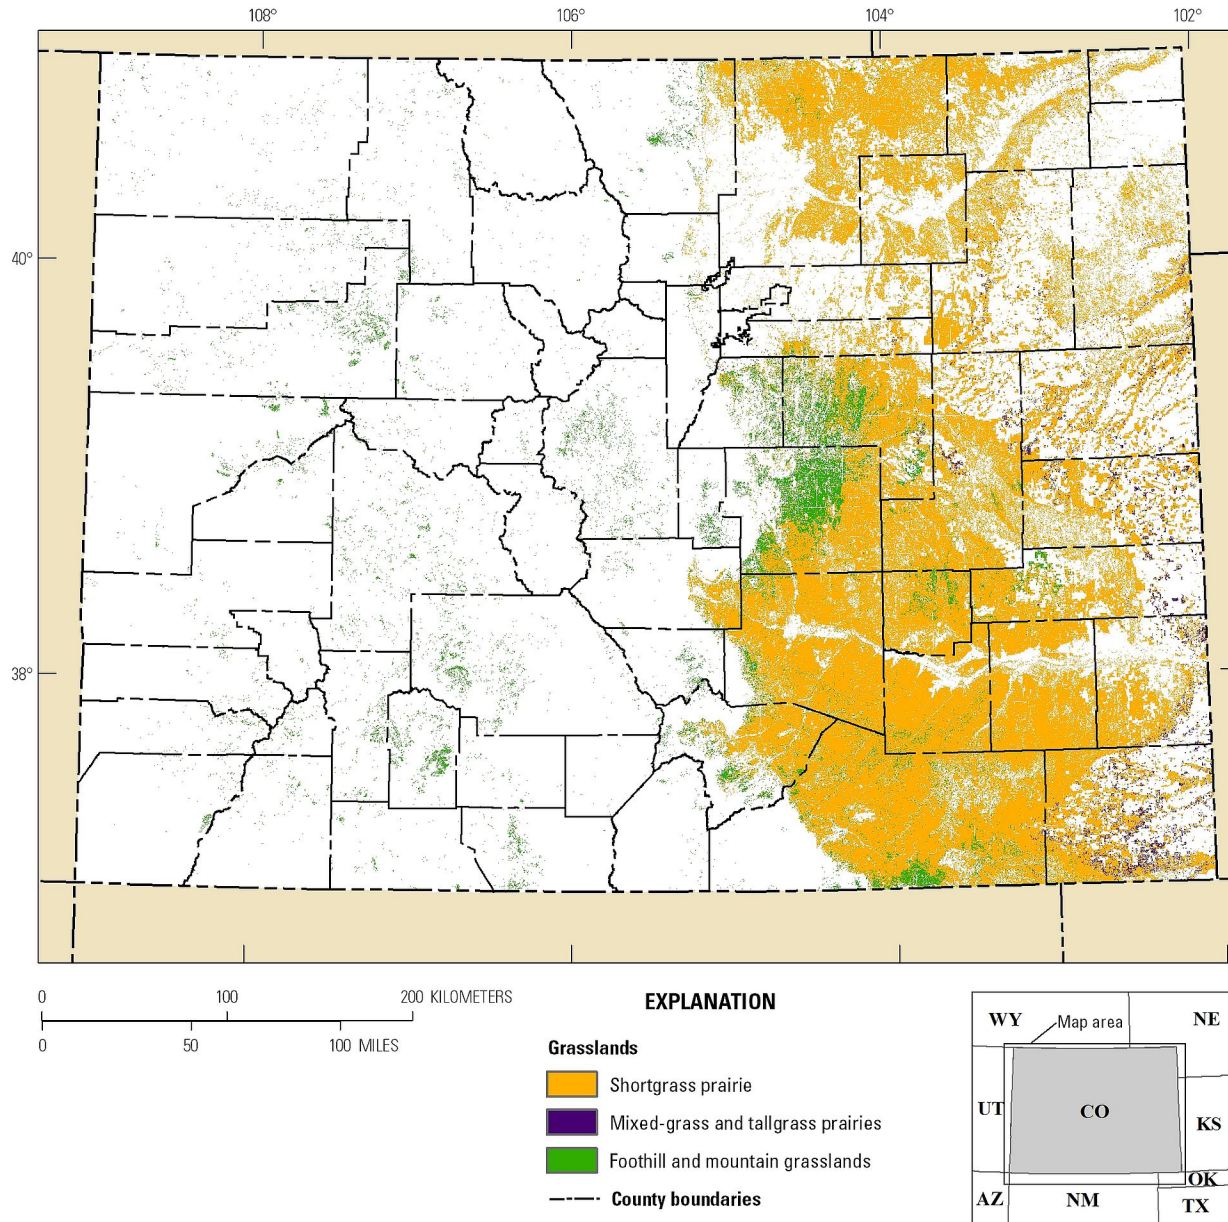 108° 106° 104° 102°
40°
38°
0 100 200 KILOMETERS
0 50 100 MILES
EXPLANATION
Grasslands
Shortgrass prairie
Mixed-grass and tallgrass prairies
Foothill and mountain grasslands
County boundaries
WY Map area NE
UT CO KS
OK
AZ NM TX